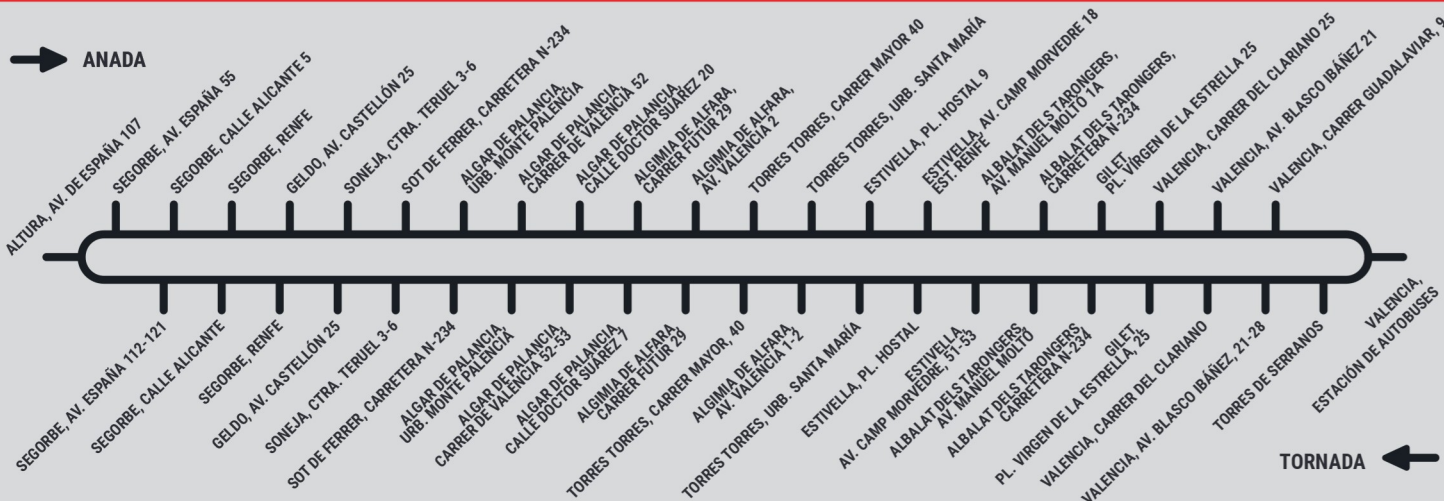 ANADA
ALTURA, AV. DE ESPAÑA 107
SEGORBE, AV. ESPAÑA 55
SEGORBE, CALLE ALICANTE 5
SEGORBE, RENFE
GELDO, AV. CASTELLÓN 25
SONEJA, CTRA. TERUEL 3-6
SOT DE FERRER, CARRETERA N-234
ALGAR DE PALANCIA,
URB. MONTE PALENCIA
ALGAR DE PALANCIA,
CARRER DE VALENCIA 52
ALGAR DE PALANCIA,
CALLE DOCTOR SUÁREZ 20
ALGIMIA DE ALFARA,
CARRER FUTUR 29
ALGIMIA DE ALFARA,
AV. VALENCIA 2
TORRES TORRES, CARRER MAYOR 40
TORRES TORRES, URB. SANTA MARÍA
ESTIVELLA, PL. HOSTAL 9
ESTIVELLA, AV. CAMP MORVEDRE 18
EST. RENFE
ALBALAT DELS TARONGERS,
AV. MANUEL MOLTO 1A
ALBALAT DELS TARONGERS,
CARRETERA N-234
GILET
PL. VÍRGEN DE LA ESTRELLA 25
VALENCIA, CARRER DEL CLARIANO 25
VALENCIA, AV. BLASCO IBÁÑEZ 21
VALENCIA, CARRER GUADALAVIAR, 9
SEGORBE, AV. ESPAÑA 112-121
SEGORBE, CALLE ALICANTE
SEGORBE, RENFE
GELDO, AV. CASTELLÓN 25
SONEJA, CTRA. TERUEL 3-6
SOT DE FERRER, CARRETERA N-234
ALGAR DE PALANCIA,
URB. MONTE PALENCIA
ALGAR DE PALANCIA,
CARRER DE VALENCIA 52-53
ALGAR DE PALANCIA,
CALLE DOCTOR SUÁREZ 7
ALGIMIA DE ALFARA,
CARRER FUTUR 29
TORRES TORRES, CARRER MAYOR, 40
ALGIMIA DE ALFARA,
AV. VALENCIA 1-2
TORRES TORRES, URB. SANTA MARÍA
ESTIVELLA, PL. HOSTAL
ESTIVELLA,
AV. CAMP MORVEDRE, 51-53
ALBALAT DELS TARONGERS
AV. MANUEL MOLTO
ALBALAT DELS TARONGERS
CARRETERA N-234
GILET
PL. VIRGEN DE LA ESTRELLA, 25
VALENCIA, CARRER DEL CLARIANO
VALENCIA, AV. BLASCO IBÁÑEZ, 21-28
TORRES DE SERRANOS
VALENCIA,
ESTACIÓN DE AUTOBUSES
TORNADA